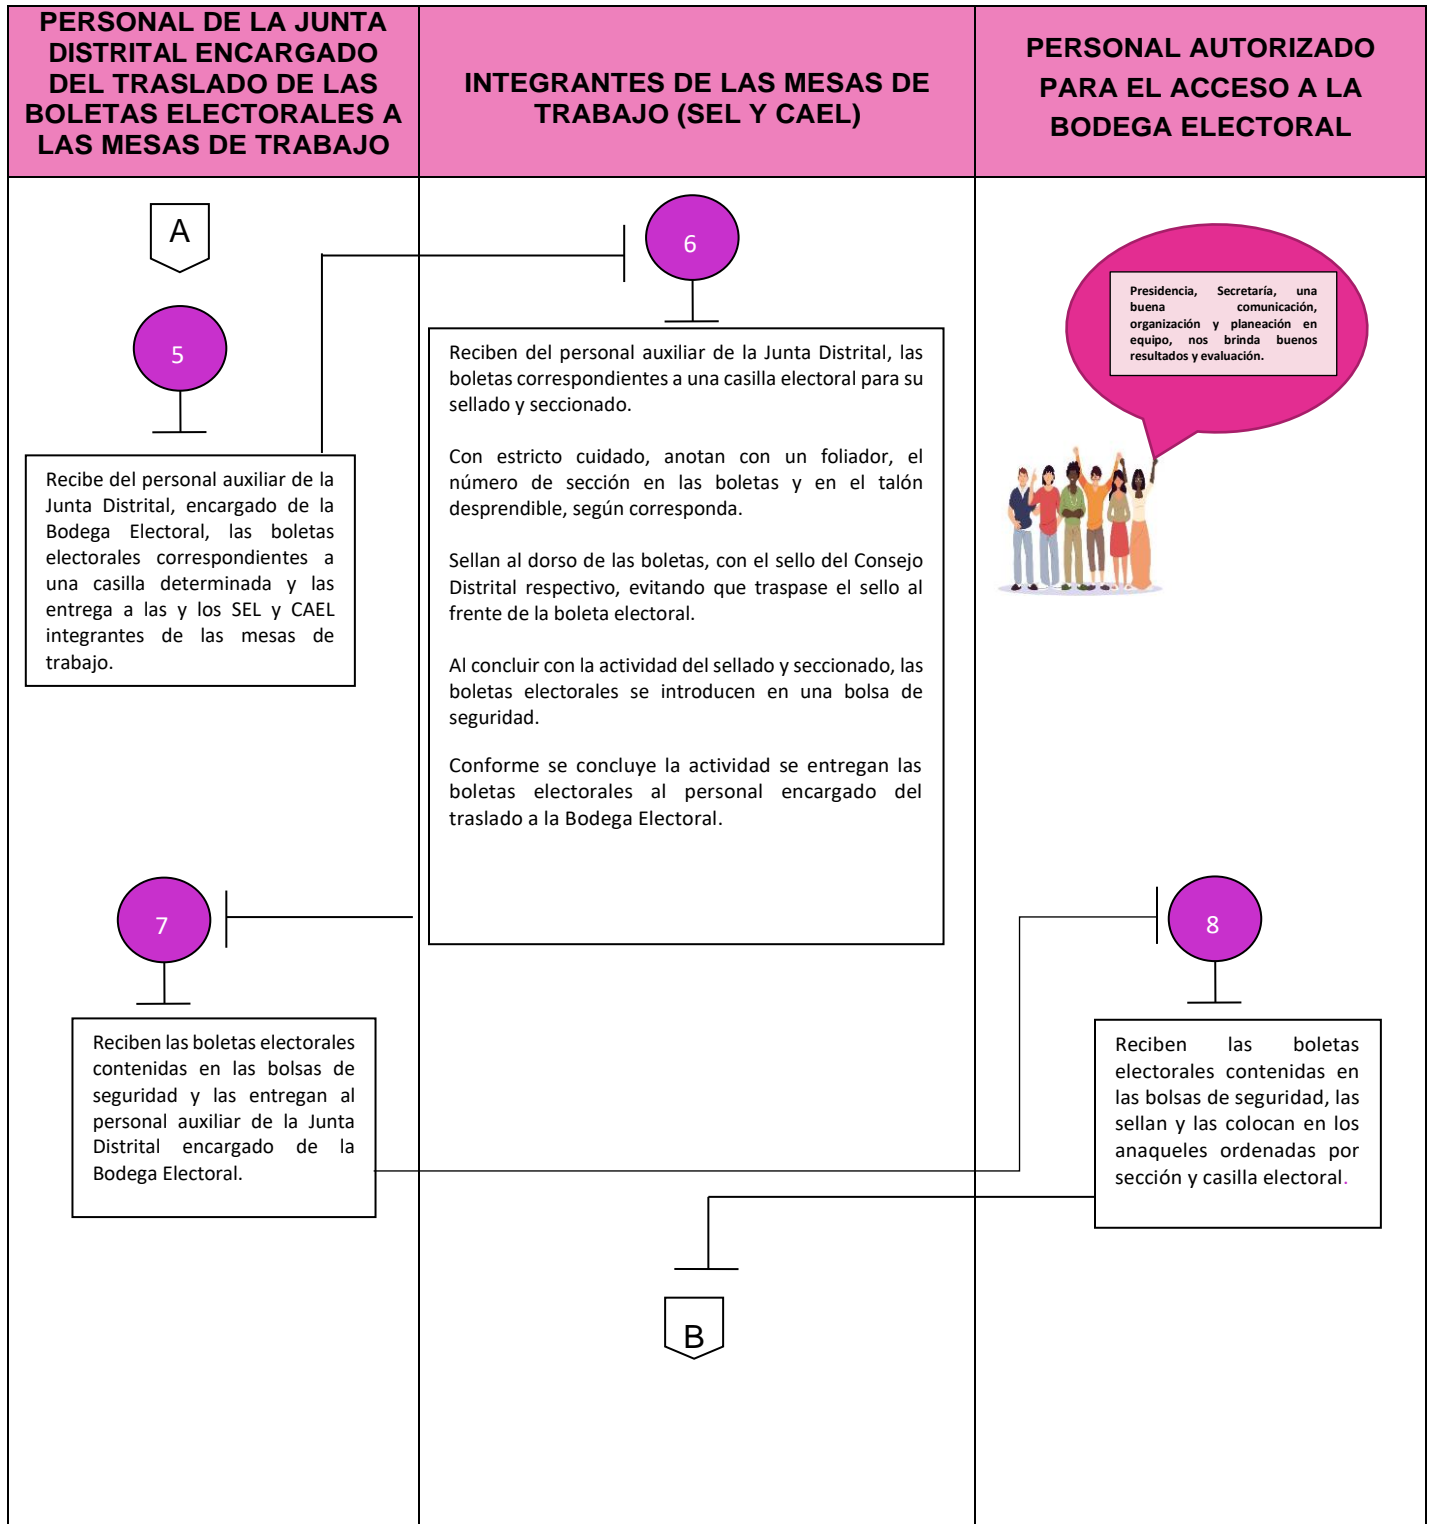 PERSONAL DE LA JUNTA
DISTRITAL ENCARGADO
DEL TRASLADO DE LAS
BOLETAS ELECTORALES A
LAS MESAS DE TRABAJO
INTEGRANTES DE LAS MESAS DE
TRABAJO (SEL Y CAEL)
PERSONAL AUTORIZADO
PARA EL ACCESO A LA
BODEGA ELECTORAL
A
5
Recibe del personal auxiliar de la
Junta Distrital, encargado de la
Bodega Electoral, las boletas
electorales correspondientes a
una casilla determinada y las
entrega a las y los SEL y CAEL
integrantes de las mesas de
trabajo.
6
Reciben del personal auxiliar de la Junta Distrital, las
boletas correspondientes a una casilla electoral para su
sellado y seccionado.
Con estricto cuidado, anotan con un foliador, el
número de sección en las boletas y en el talón
desprendible, según corresponda.
Sellan al dorso de las boletas, con el sello del Consejo
Distrital respectivo, evitando que traspase el sello al
frente de la boleta electoral.
Al concluir con la actividad del sellado y seccionado, las
boletas electorales se introducen en una bolsa de
seguridad.
Conforme se concluye la actividad se entregan las
boletas electorales al personal encargado del
traslado a la Bodega Electoral.
Presidencia, Secretaría, una
buena comunicación,
organización y planeación en
equipo, nos brinda buenos
resultados y evaluación.
7
Reciben las boletas electorales
contenidas en las bolsas de
seguridad y las entregan al
personal auxiliar de la Junta
Distrital encargado de la
Bodega Electoral.
8
Reciben las boletas
electorales contenidas en
las bolsas de seguridad, las
sellan y las colocan en los
anaqueles ordenadas por
sección y casilla electoral.
B